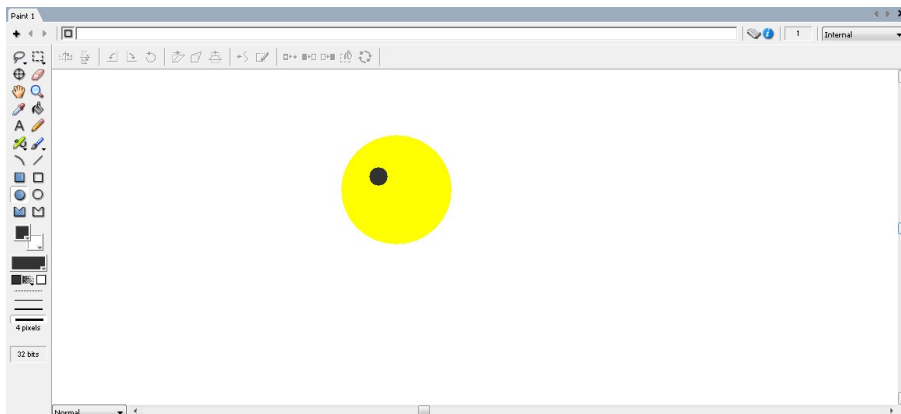 Paint 1
1
Internal
A
4 pixels
32 bits
Normal